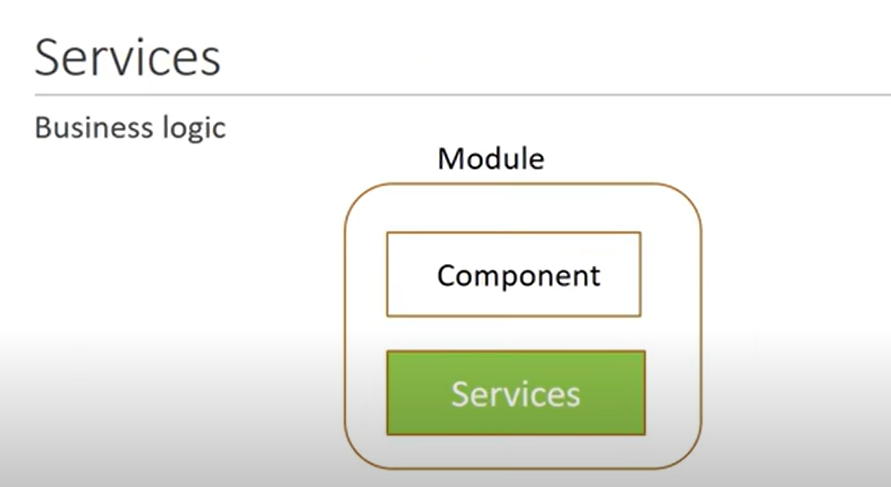 Services
Business logic
Module
Component
Services